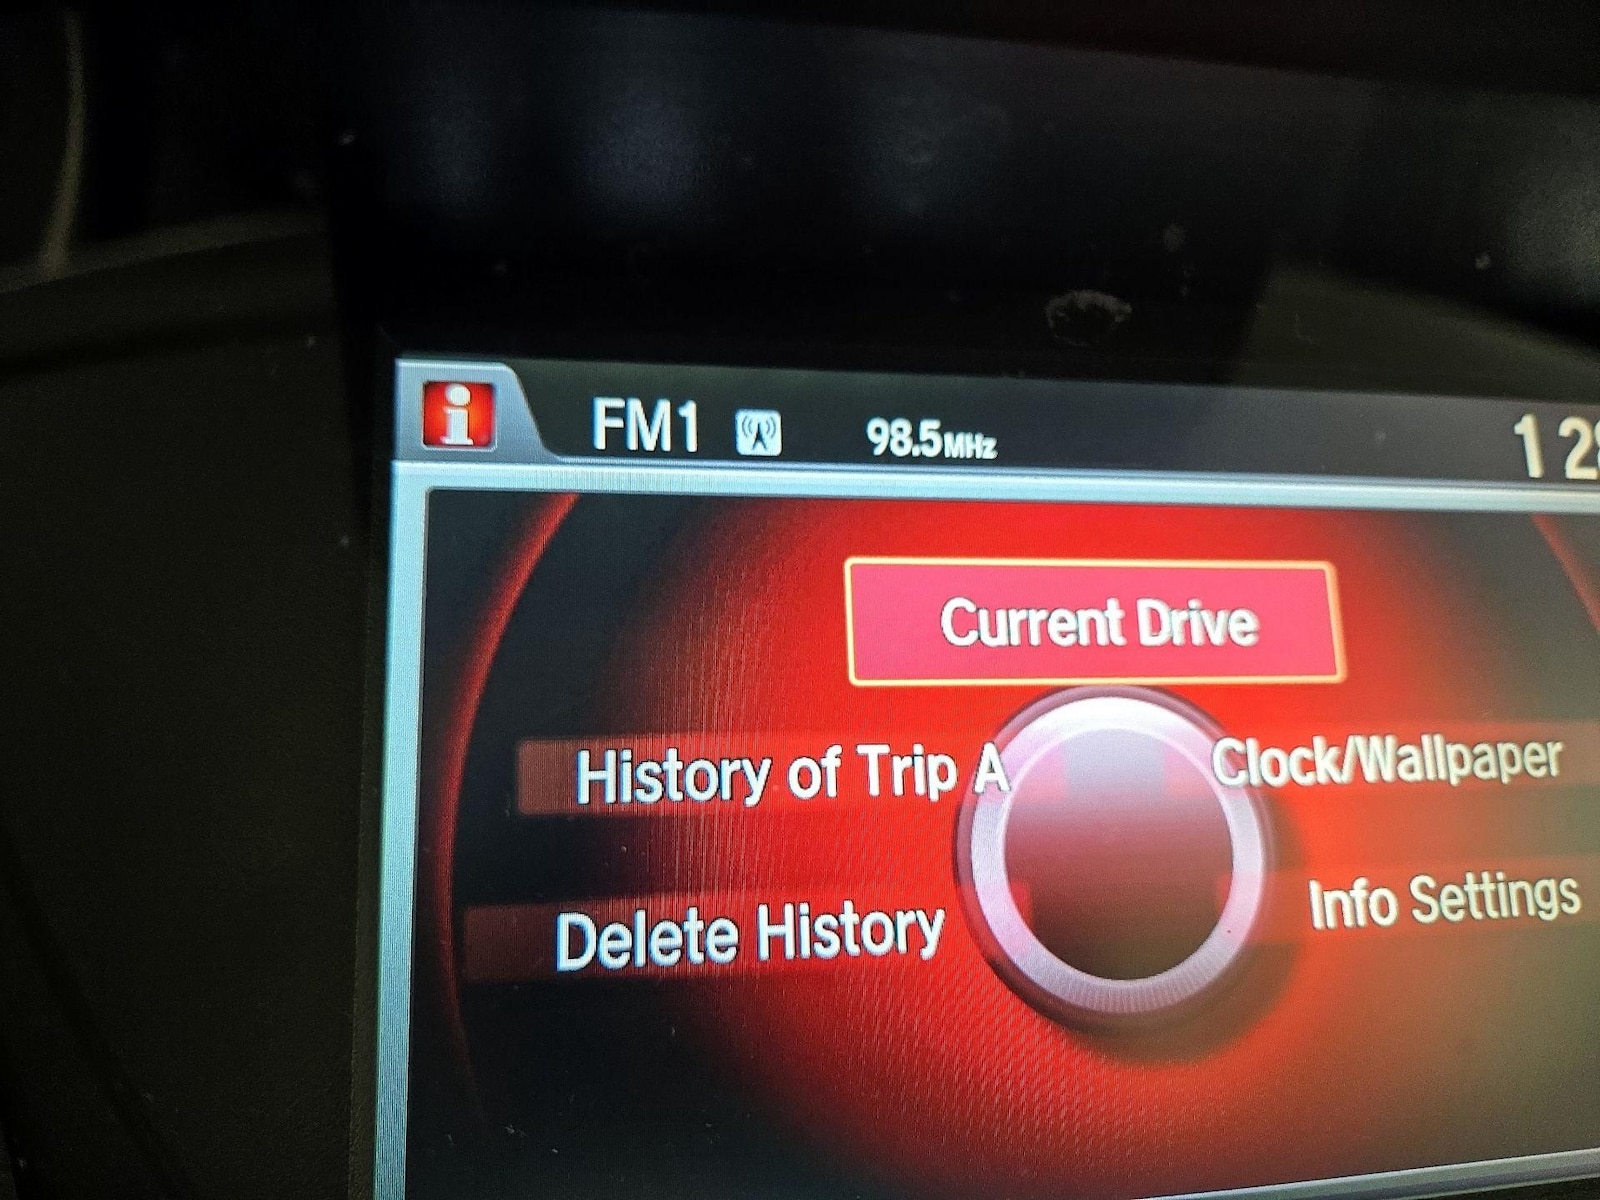 i FM1 98.5MHz
Current Drive
History of Trip A Clock/Wallpaper
Delete History Info Settings